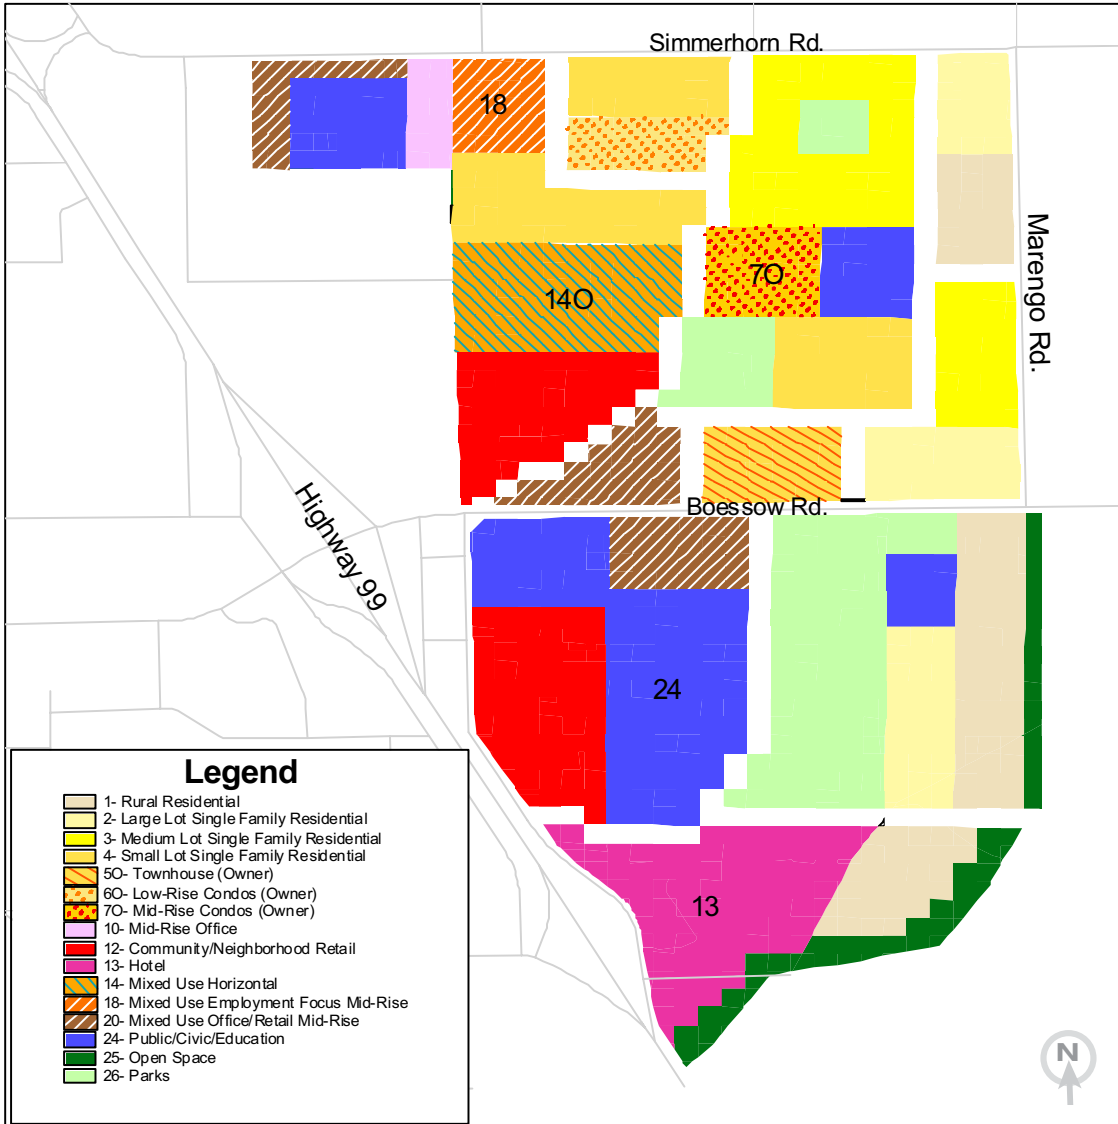 Simmerhorn Rd.
18
Marengo Rd.
7O
14O
Highway 99
Boessow Rd.
24
13
Legend
1- Rural Residential
2- Large Lot Single Family Residential
3- Medium Lot Single Family Residential
4- Small Lot Single Family Residential
5O- Townhouse (Owner)
6O- Low-Rise Condos (Owner)
7O- Mid-Rise Condos (Owner)
10- Mid-Rise Office
12- Community/Neighborhood Retail
13- Hotel
14- Mixed Use Horizontal
18- Mixed Use Employment Focus Mid-Rise
20- Mixed Use Office/Retail Mid-Rise
24- Public/Civic/Education
25- Open Space
26- Parks
N